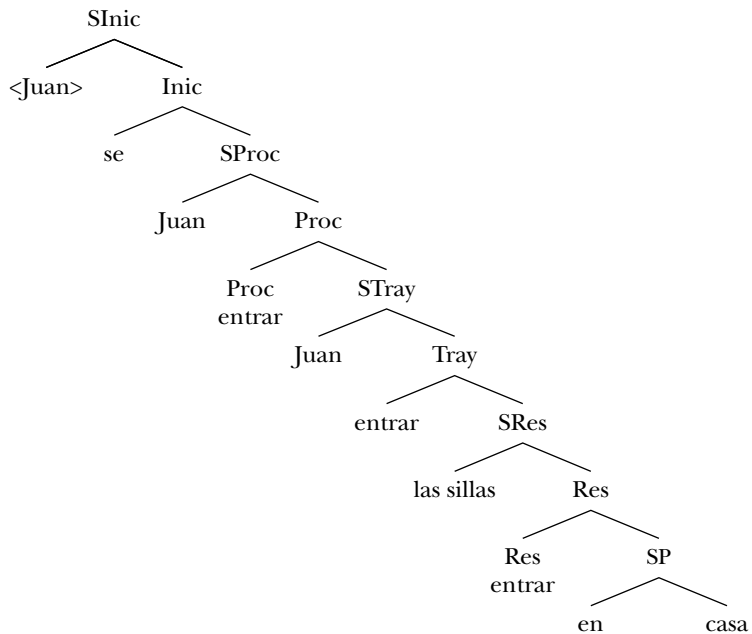 SInic
<Juan> Inic
se SProc
Juan Proc
Proc STray
entrar
Juan Tray
entrar SRes
las sillas Res
Res SP
entrar
en casa